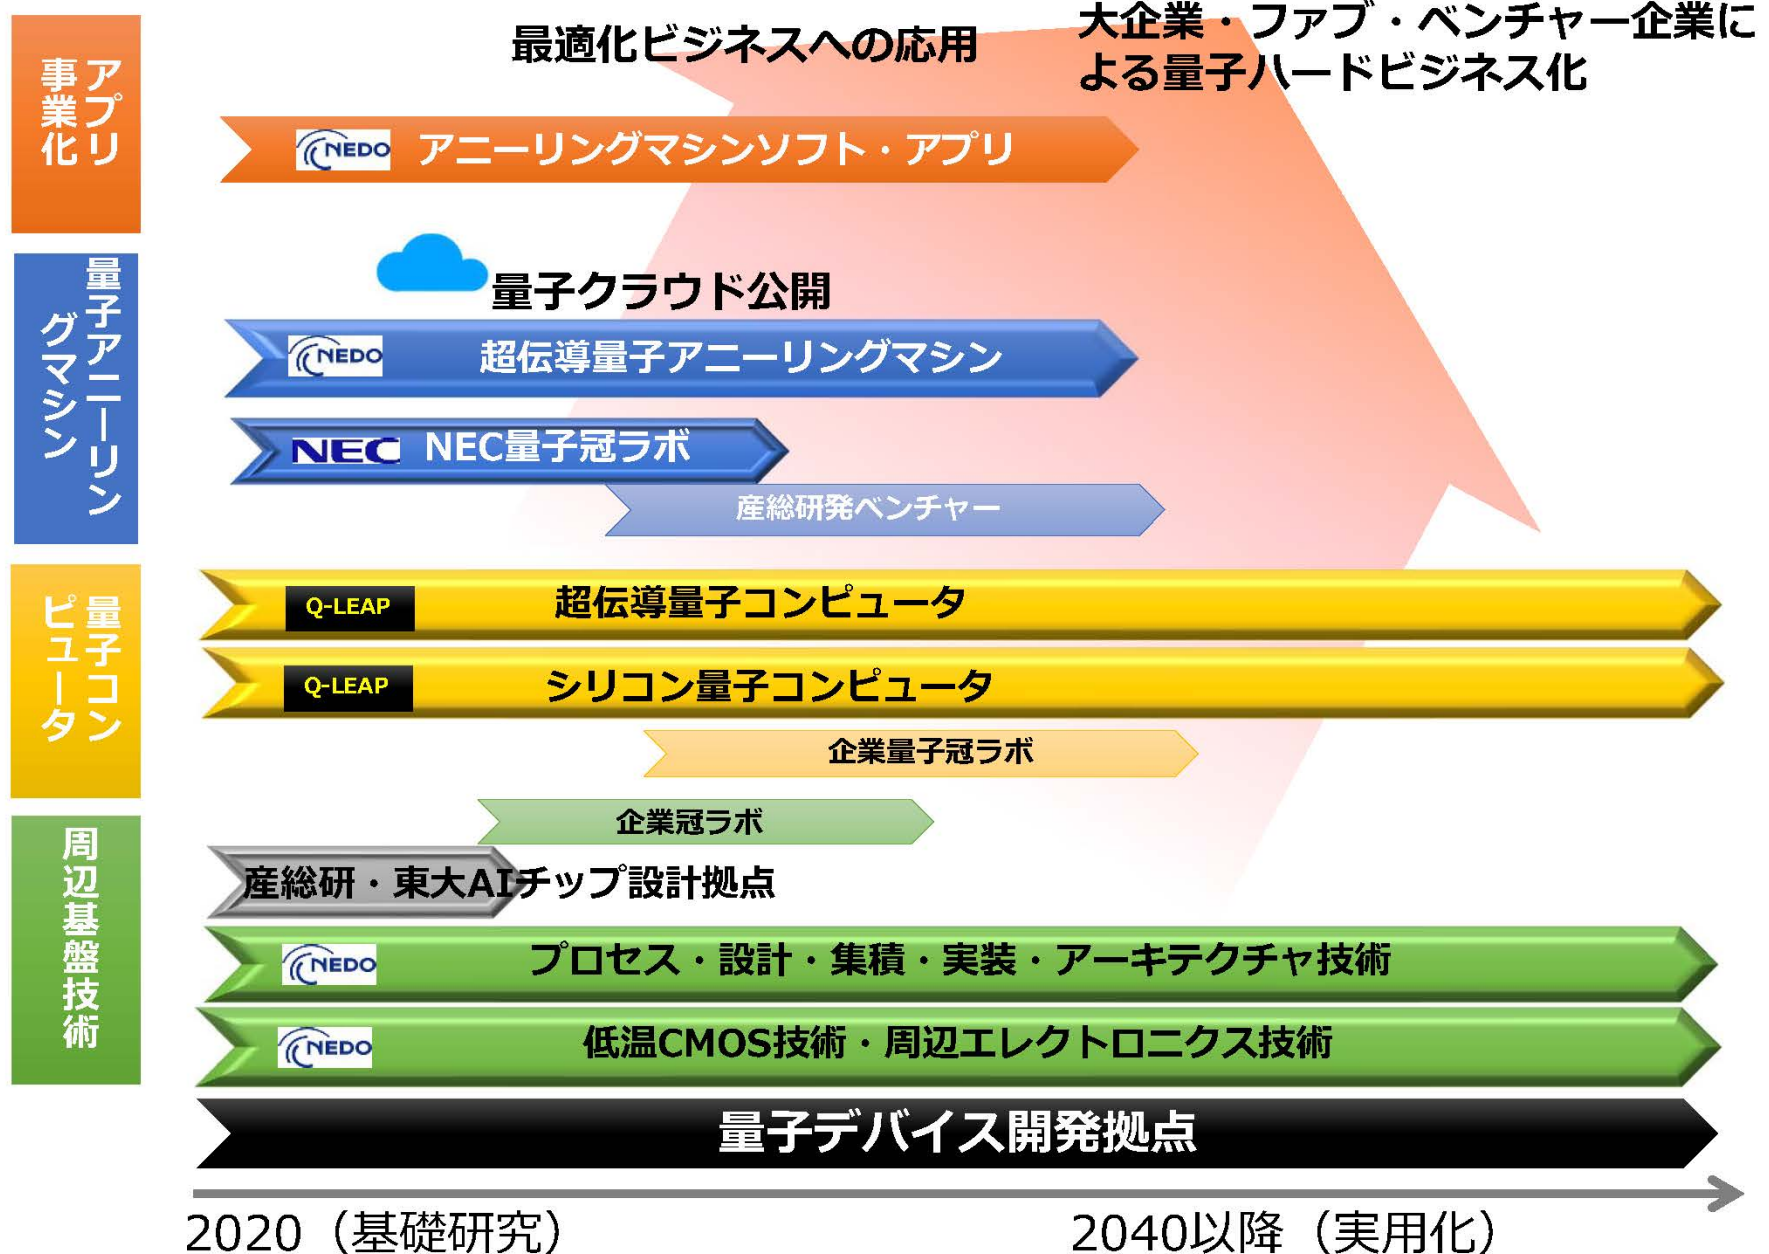 最適化ビジネスへの応用
大企業・ファブ・ベンチャー企業に
よる量子ハードビジネス化
アプリ
事業化
NEDO アニーリングマシンソフト・アプリ
量子アニーリン
グマシン
量子クラウド公開
NEDO 超伝導量子アニーリングマシン
NEC NEC量子冠ラボ
産総研発ベンチャー
量子コン
ピュータ
Q-LEAP 超伝導量子コンピュータ
Q-LEAP シリコン量子コンピュータ
企業量子冠ラボ
周辺基盤技術
企業冠ラボ
産総研・東大AIチップ設計拠点
NEDO プロセス・設計・集積・実装・アーキテクチャ技術
NEDO 低温CMOS技術・周辺エレクトロニクス技術
量子デバイス開発拠点
2020（基礎研究）
2040以降（実用化）